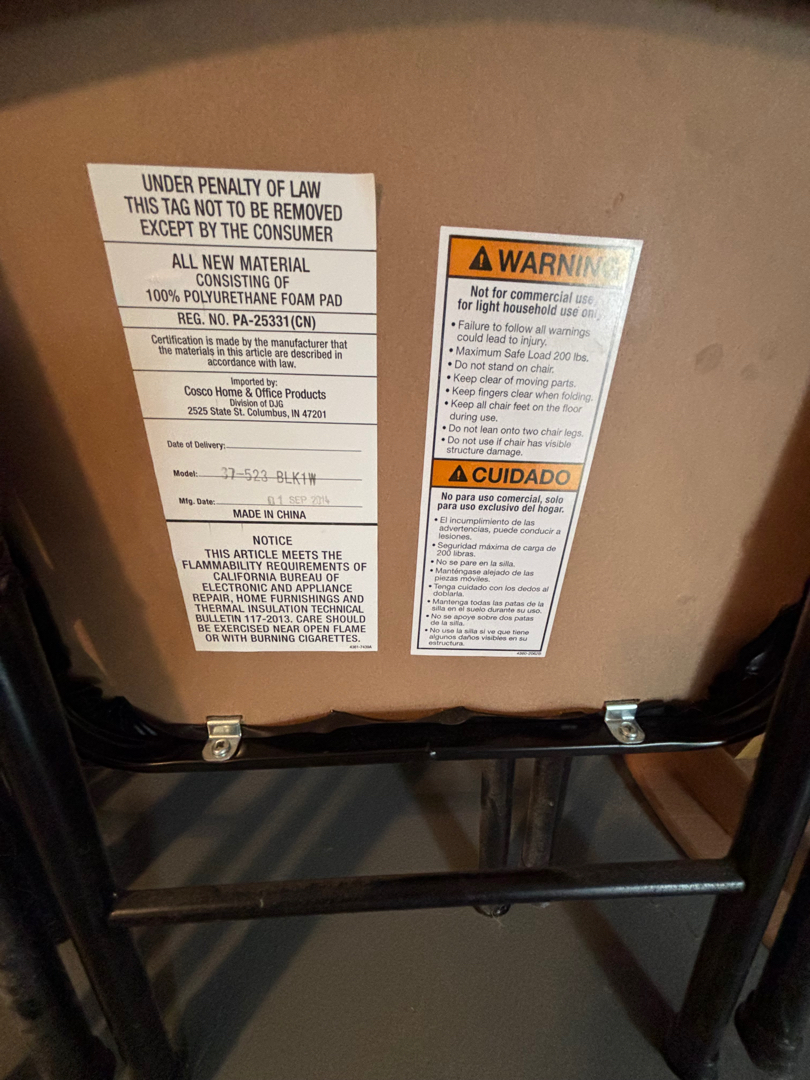 UNDER PENALTY OF LAW
THIS TAG NOT TO BE REMOVED
EXCEPT BY THE CONSUMER
ALL NEW MATERIAL
CONSISTING OF
100% POLYURETHANE FOAM PAD
REG. NO. PA-25331(CN)
Certification is made by the manufacturer that
the materials in this article are described in
accordance with law.
Imported by:
Cosco Home & Office Products
Division of DJG
2525 State St. Columbus, IN 47201
Date of Delivery:
Model: 37-523 BLK1W
Mfg. Date: 01 SEP 2014
MADE IN CHINA
NOTICE
THIS ARTICLE MEETS THE
FLAMMABILITY REQUIREMENTS OF
CALIFORNIA BUREAU OF
ELECTRONIC AND APPLIANCE
REPAIR, HOME FURNISHINGS AND
THERMAL INSULATION TECHNICAL
BULLETIN 117-2013. CARE SHOULD
BE EXERCISED NEAR OPEN FLAME
OR WITH BURNING CIGARETTES.
4361-7439A
WARNING
Not for commercial use,
for light household use only.
• Failure to follow all warnings
could lead to injury.
• Maximum Safe Load 200 lbs.
• Do not stand on chair.
• Keep clear of moving parts.
• Keep fingers clear when folding.
• Keep all chair feet on the floor
during use.
• Do not lean onto two chair legs.
• Do not use if chair has visible
structure damage.
CUIDADO
No para uso comercial, solo
para uso exclusivo del hogar.
• El incumplimiento de las
advertencias, puede conducir a
lesiones.
• Seguridad máxima de carga de
200 libras.
• No se pare en la silla.
• Manténgase alejado de las
piezas móviles.
• Tenga cuidado con los dedos al
doblarla.
• Mantenga todas las patas de la
silla en el suelo durante su uso.
• No se apoye sobre dos patas
de la silla.
• No use la silla si ve que tiene
algunos daños visibles en su
estructura.